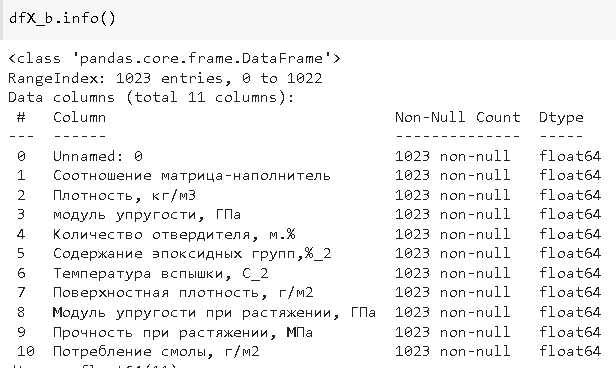 dfX_b.info()
<class 'pandas.core.frame.DataFrame'>
RangeIndex: 1023 entries, 0 to 1022
Data columns (total 11 columns):
# Column Non-Null Count Dtype
--- ------ -------------- -----
0 Unnamed: 0 1023 non-null float64
1 Соотношение матрица-наполнитель 1023 non-null float64
2 Плотность, кг/м3 1023 non-null float64
3 модуль упругости, ГПа 1023 non-null float64
4 Количество отвердителя, м.% 1023 non-null float64
5 Содержание эпоксидных групп,%_2 1023 non-null float64
6 Температура вспышки, С_2 1023 non-null float64
7 Поверхностная плотность, г/м2 1023 non-null float64
8 Модуль упругости при растяжении, ГПа 1023 non-null float64
9 Прочность при растяжении, МПа 1023 non-null float64
10 Потребление смолы, г/м2 1023 non-null float64